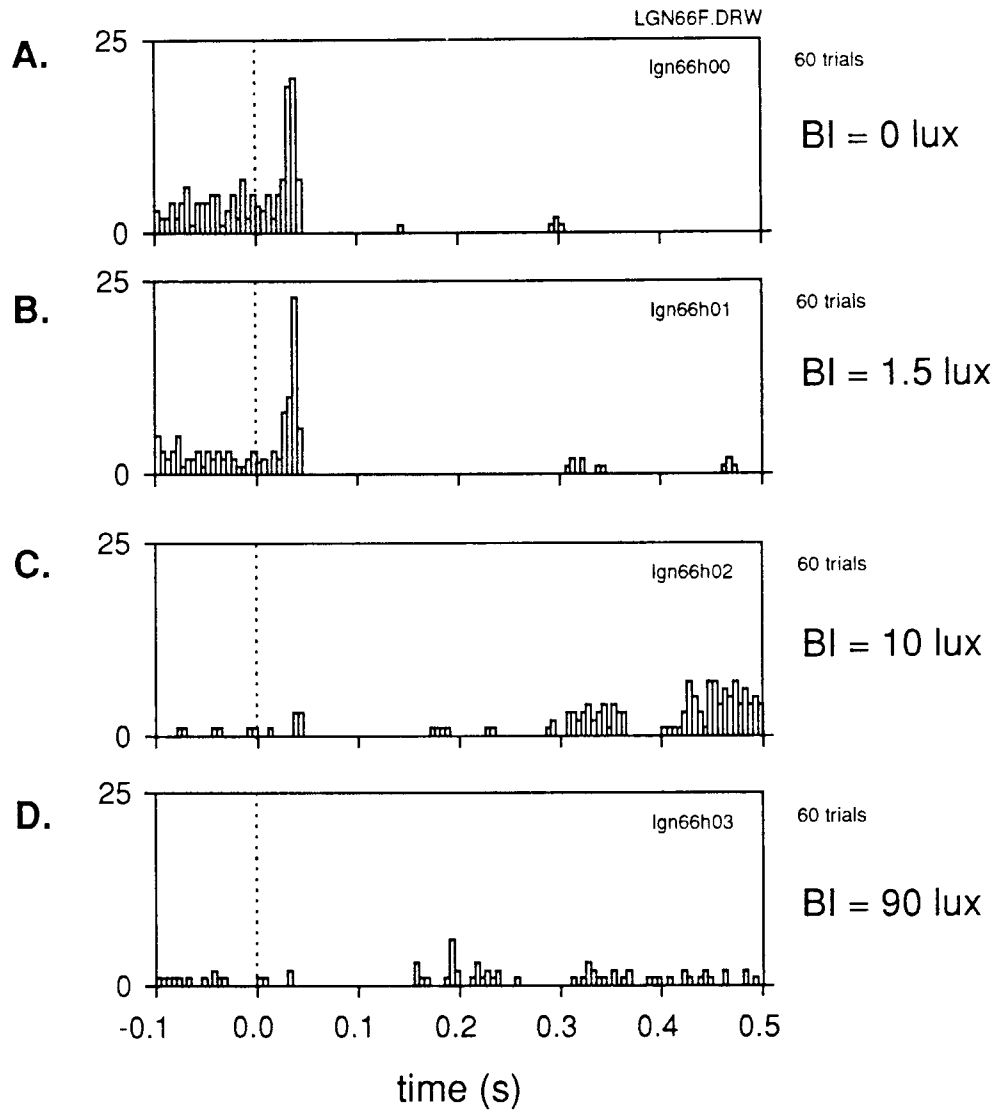 LGN66F.DRW
A.
25
0
lgn66h00
60 trials
BI = 0 lux
B.
25
0
lgn66h01
60 trials
BI = 1.5 lux
C.
25
0
lgn66h02
60 trials
BI = 10 lux
D.
25
0
lgn66h03
60 trials
BI = 90 lux
-0.1 0.0 0.1 0.2 0.3 0.4 0.5
time (s)